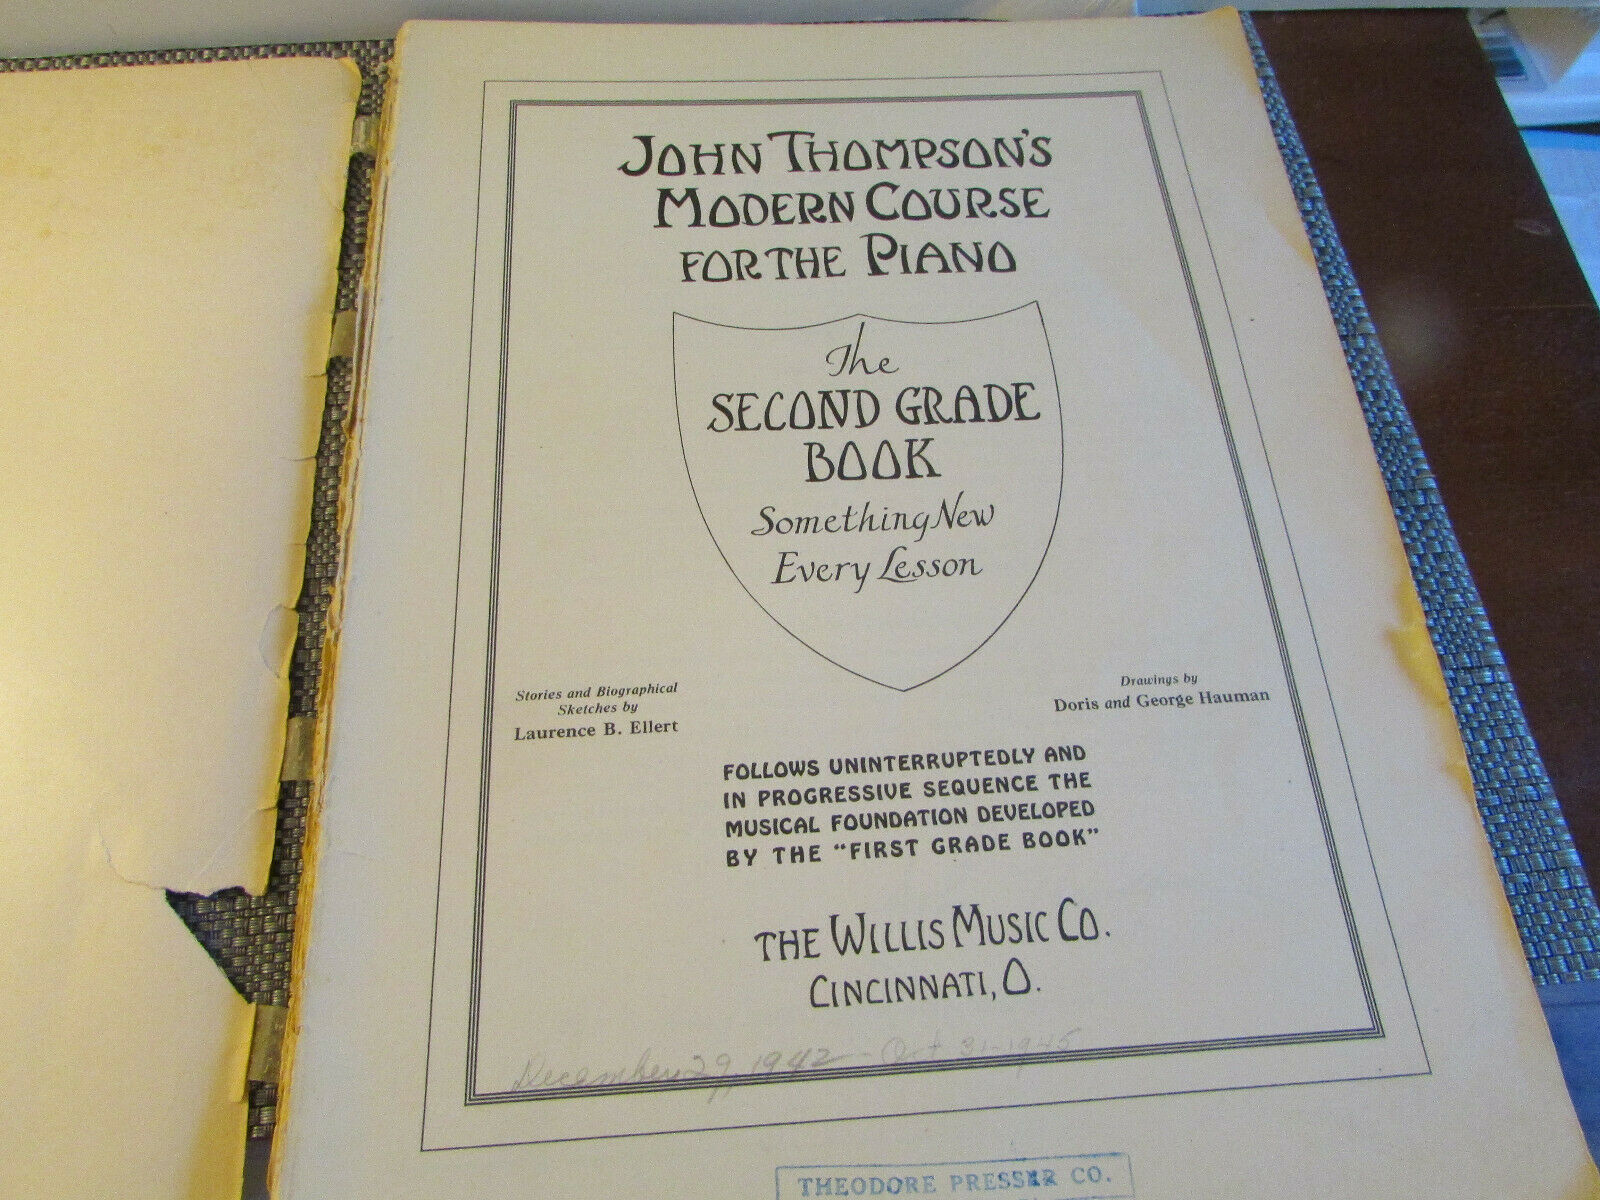 JOHN THOMPSON'S
MODERN COURSE
FOR THE PIANO
The
SECOND GRADE
BOOK
Something New
Every Lesson
Stories and Biographical
Sketches by
Laurence B. Ellert
Drawings by
Doris and George Hauman
FOLLOWS UNINTERRUPTEDLY AND
IN PROGRESSIVE SEQUENCE THE
MUSICAL FOUNDATION DEVELOPED
BY THE "FIRST GRADE BOOK"
THE WILLIS MUSIC CO.
CINCINNATI, O.
December 29, 1942 - Oct 31-1945
THEODORE PRESSER CO.